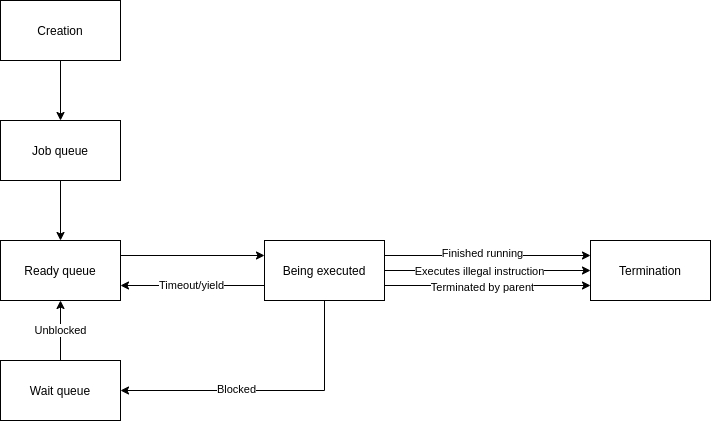 Creation
Job queue
Ready queue
Being executed
Termination
Finished running
Executes illegal instruction
Terminated by parent
Timeout/yield
Unblocked
Wait queue
Blocked